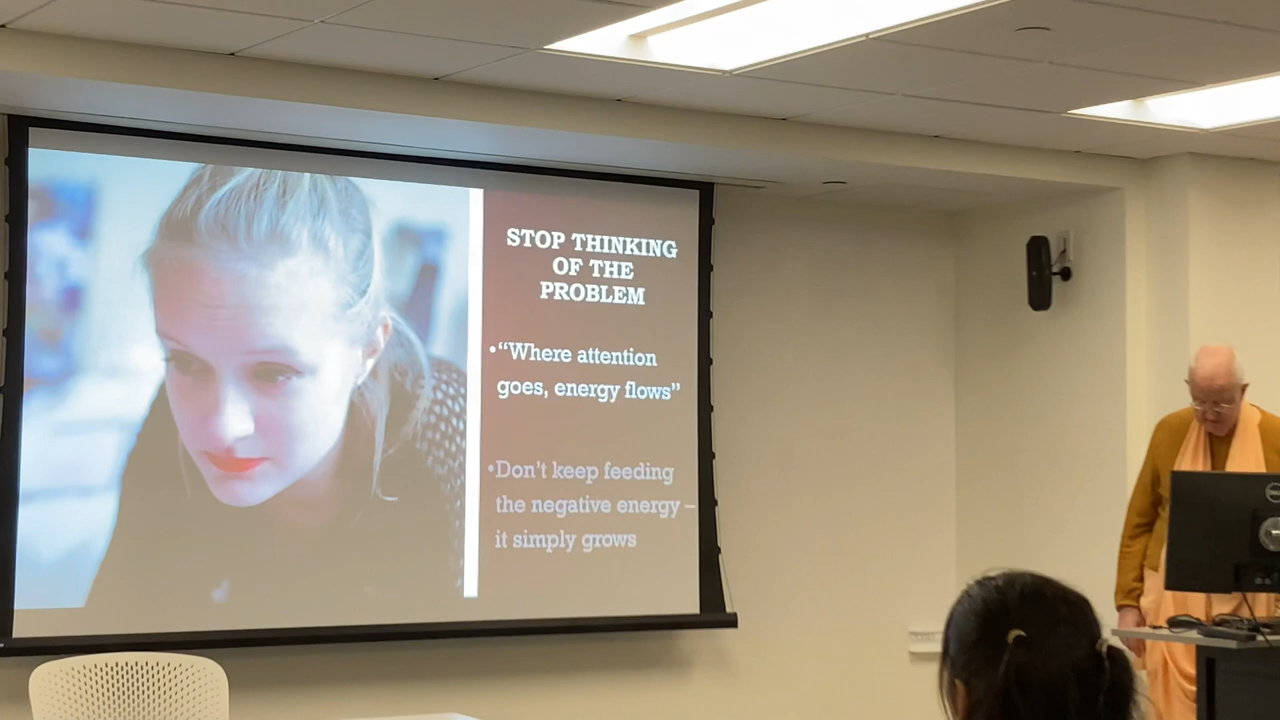 STOP THINKING
OF THE
PROBLEM
•“Where attention
goes, energy flows”
•Don’t keep feeding
the negative energy –
it simply grows
DELL